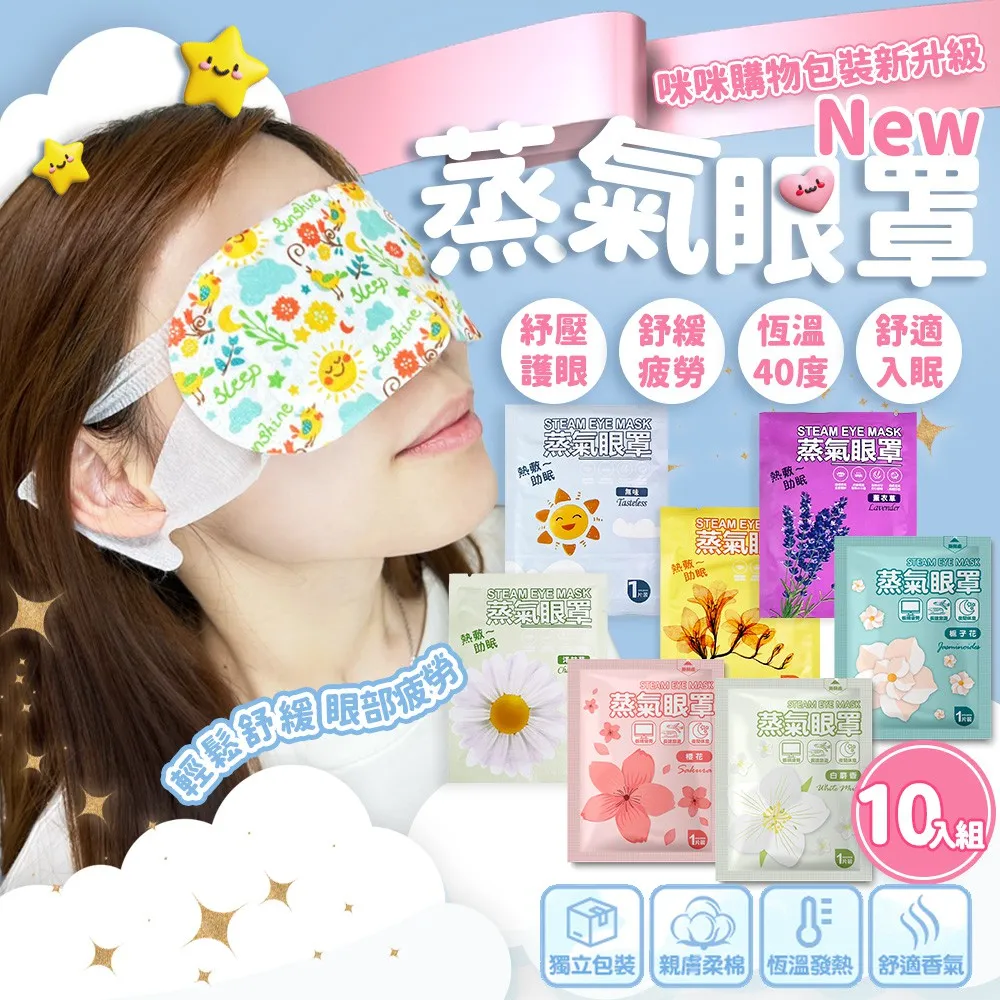 咪咪購物包裝新升級
New
蒸氣眼罩
紓壓
護眼
舒緩
疲勞
恆溫
40度
舒適
入眠
Sunshine
Sleep
Sunshine
Sleep
Sunshine
STEAM EYE MASK
蒸氣眼罩
熱敷~
助眠
無味
Tasteless
1片裝
STEAM EYE MASK
蒸氣眼罩
熱敷~
助眠
薰衣草
Lavender
STEAM EYE
蒸氣
熱敷~
助眠
STEAM EYE MASK
蒸氣眼罩
梔子花
Jasminoides
1片裝
STEAM EYE MASK
蒸氣眼罩
熱敷~
助眠
STEAM EYE MASK
蒸氣眼罩
櫻花
Sakura
1片裝
STEAM EYE MASK
蒸氣眼罩
白麝香
White
1片裝
輕鬆舒緩眼部疲勞
10入組
獨立包裝
親膚柔棉
恆溫發熱
舒適香氣